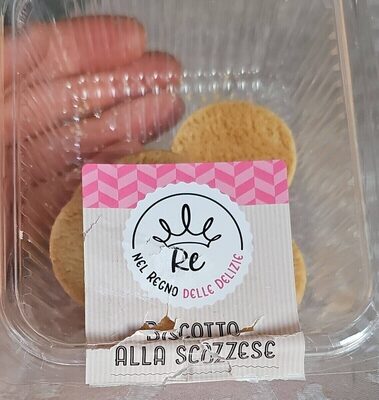 Re
NEL REGNO DELLE DELIZIE
BISCOTTO
ALLA SCOZZESE